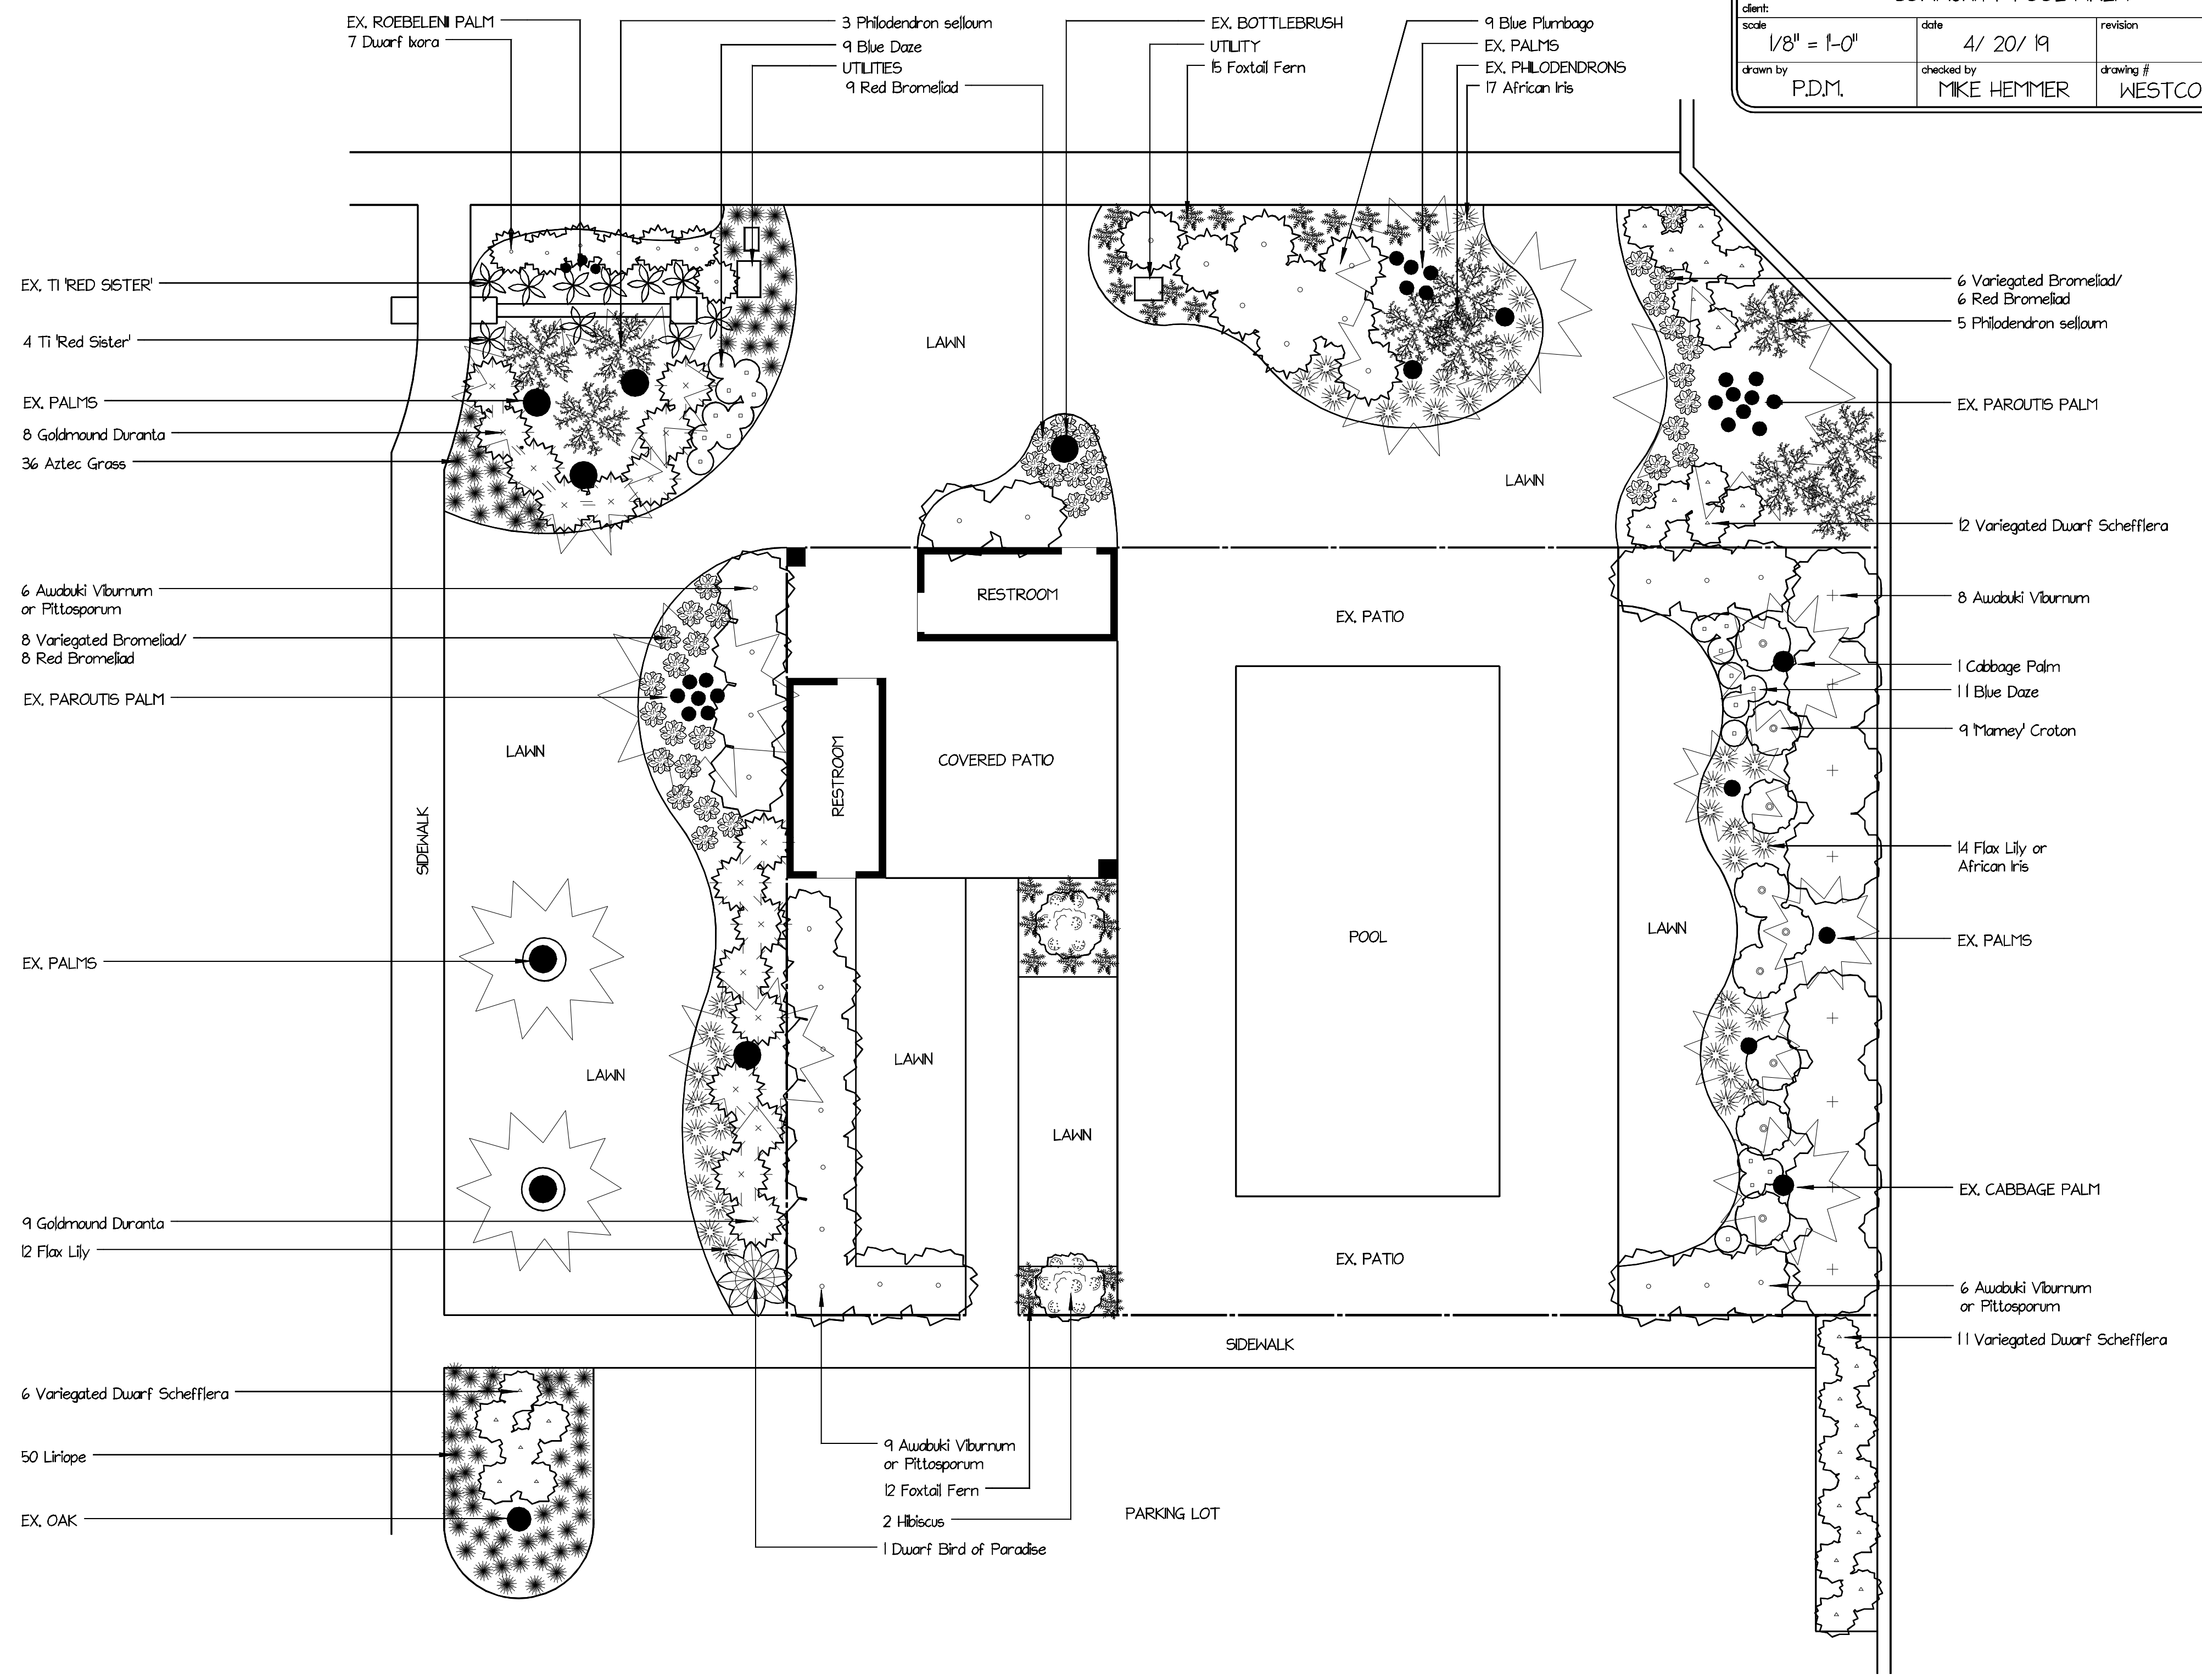 client:
scale
1/8" = 1'-0"
date
4/ 20/ 19
revision
drawn by
P.D.M.
checked by
MIKE HEMMER
drawing #
EX. ROEBELENII PALM
7 Dwarf Ixora
3 Philodendron selloum
9 Blue Daze
UTILITIES
9 Red Bromeliad
EX. BOTTLEBRUSH
UTILITY
15 Foxtail Fern
9 Blue Plumbago
EX. PALMS
EX. PHILODENDRONS
17 African Iris
EX. TI 'RED SISTER'
4 Ti 'Red Sister'
EX. PALMS
8 Goldmound Duranta
36 Aztec Grass
6 Awabuki Viburnum
or Pittosporum
8 Variegated Bromeliad/
8 Red Bromeliad
EX. PAROUTIS PALM
EX. PALMS
9 Goldmound Duranta
12 Flax Lily
6 Variegated Dwarf Schefflera
50 Liriope
EX. OAK
LAWN
LAWN
RESTROOM
EX. PATIO
LAWN
RESTROOM
COVERED PATIO
SIDEWALK
POOL
LAWN
LAWN
LAWN
LAWN
EX. PATIO
SIDEWALK
PARKING LOT
9 Awabuki Viburnum
or Pittosporum
12 Foxtail Fern
2 Hibiscus
1 Dwarf Bird of Paradise
6 Variegated Bromeliad/
6 Red Bromeliad
5 Philodendron selloum
EX. PAROUTIS PALM
12 Variegated Dwarf Schefflera
8 Awabuki Viburnum
1 Cabbage Palm
11 Blue Daze
9 'Mamey' Croton
14 Flax Lily or
African Iris
EX. PALMS
EX. CABBAGE PALM
6 Awabuki Viburnum
or Pittosporum
11 Variegated Dwarf Schefflera